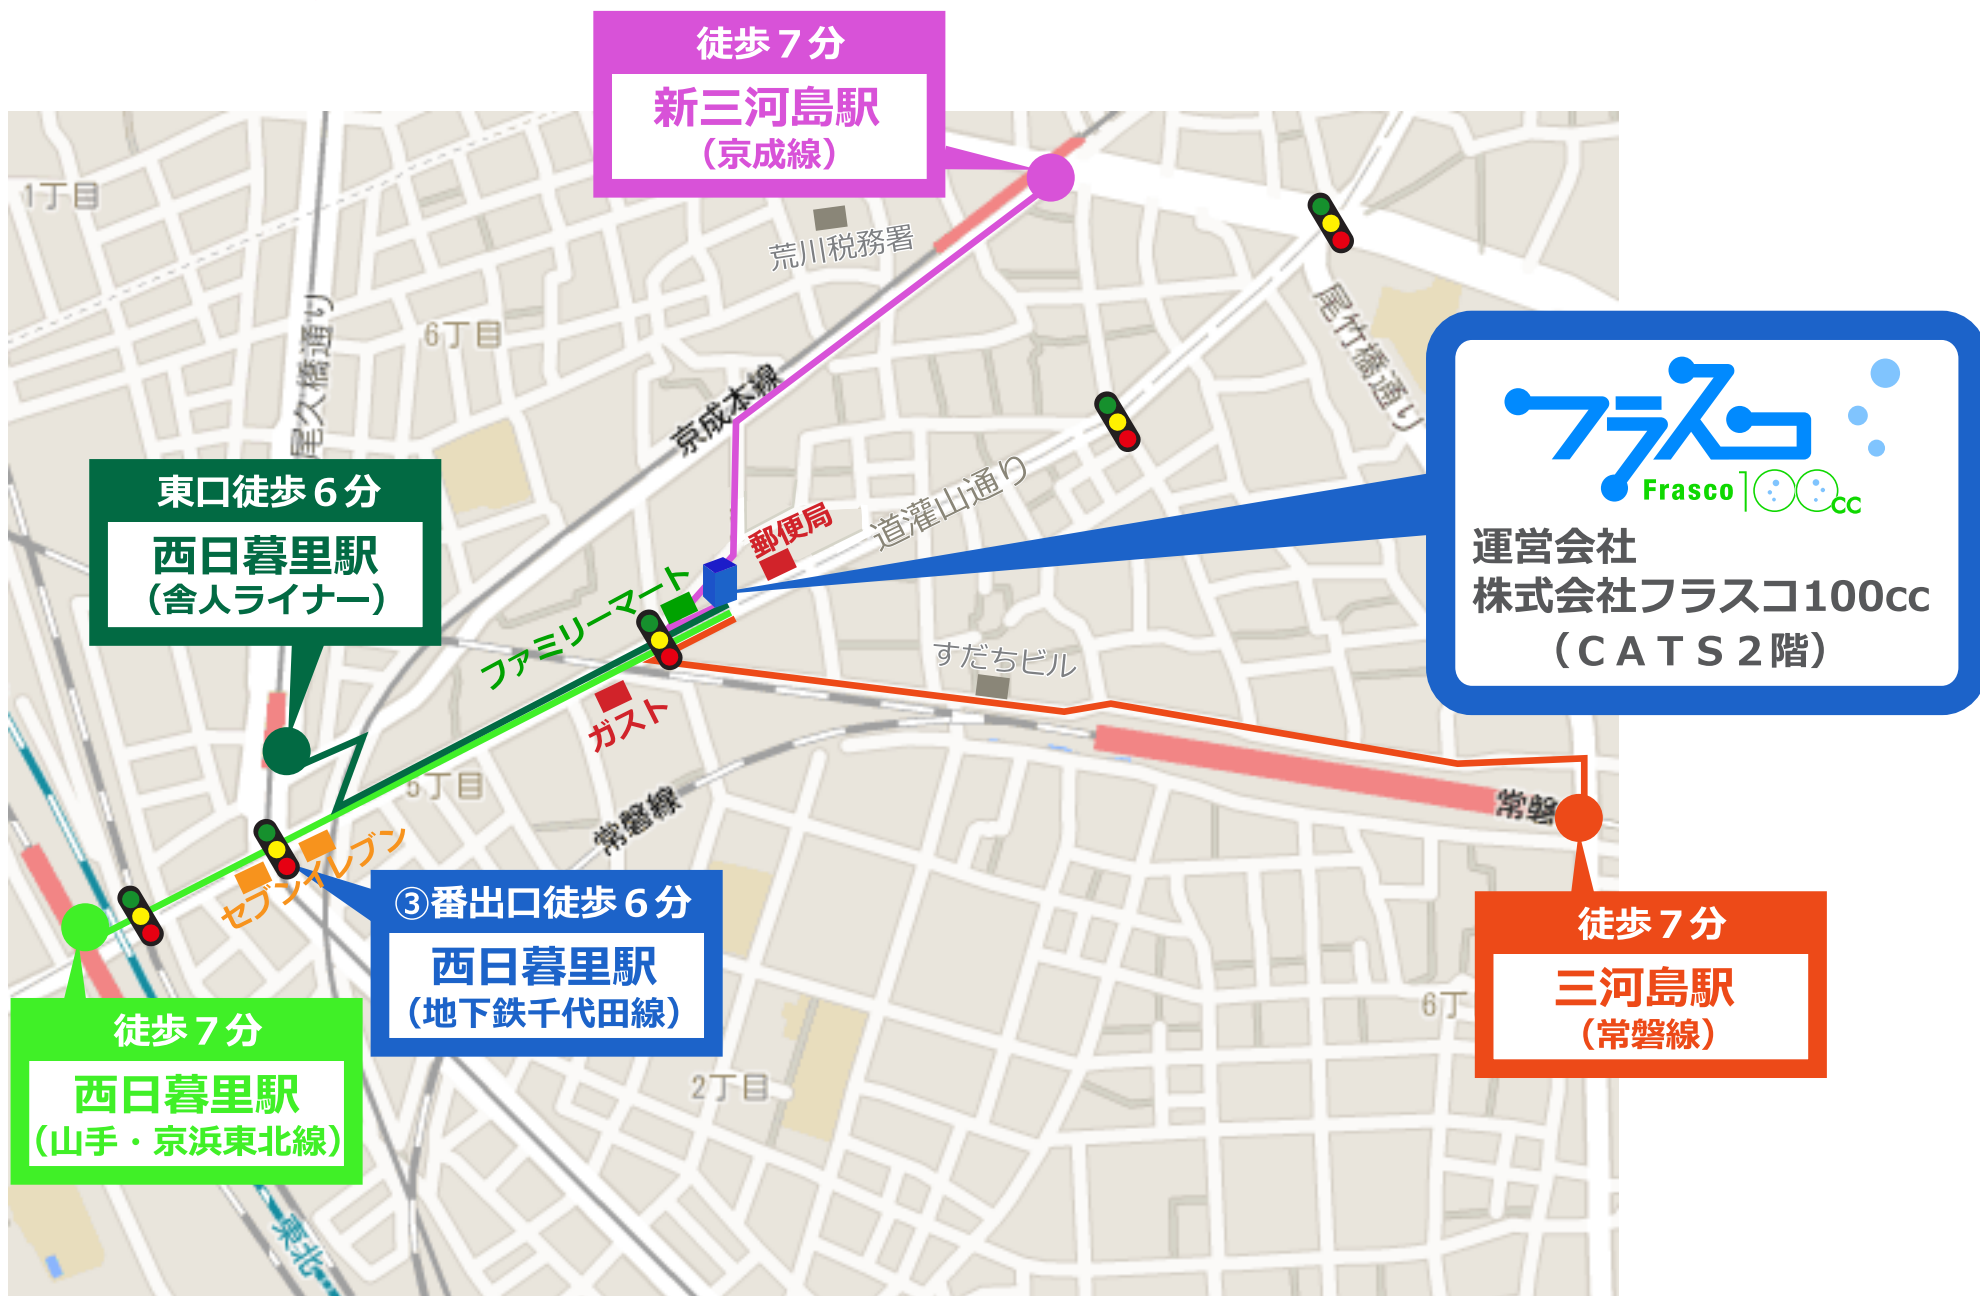 徒歩７分
新三河島駅
（京成線）
1丁目
荒川税務署
尾久橋通り
6丁目
尾竹橋通り
京成本線
フラスコ
Frasco100cc
運営会社
株式会社フラスコ100cc
（ＣＡＴＳ２階）
東口徒歩６分
西日暮里駅
（舎人ライナー）
道灌山通り
郵便局
ファミリーマート
すだちビル
ガスト
5丁目
常磐線
常磐
セブンイレブン
③番出口徒歩６分
西日暮里駅
（地下鉄千代田線）
徒歩７分
三河島駅
（常磐線）
6丁
徒歩７分
西日暮里駅
（山手・京浜東北線）
2丁目
東北